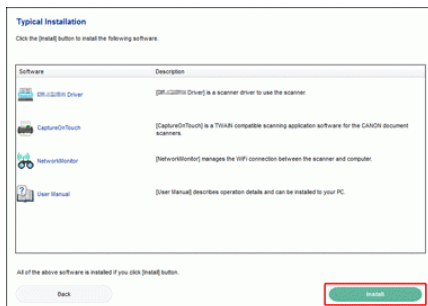 Typical Installation
Click the [Install] button to install the following software.
Software Description
Driver [ Driver] is a scanner driver to use the scanner.
CaptureOnTouch [CaptureOnTouch] is a TWAIN compatible scanning application software for the CANON document
scanners.
NetworkMonitor [NetworkMonitor] manages the WiFi connection between the scanner and computer.
User Manual [User Manual] describes operation details and can be installed to your PC.
All of the above software is installed if you click [Install] button.
Back Install